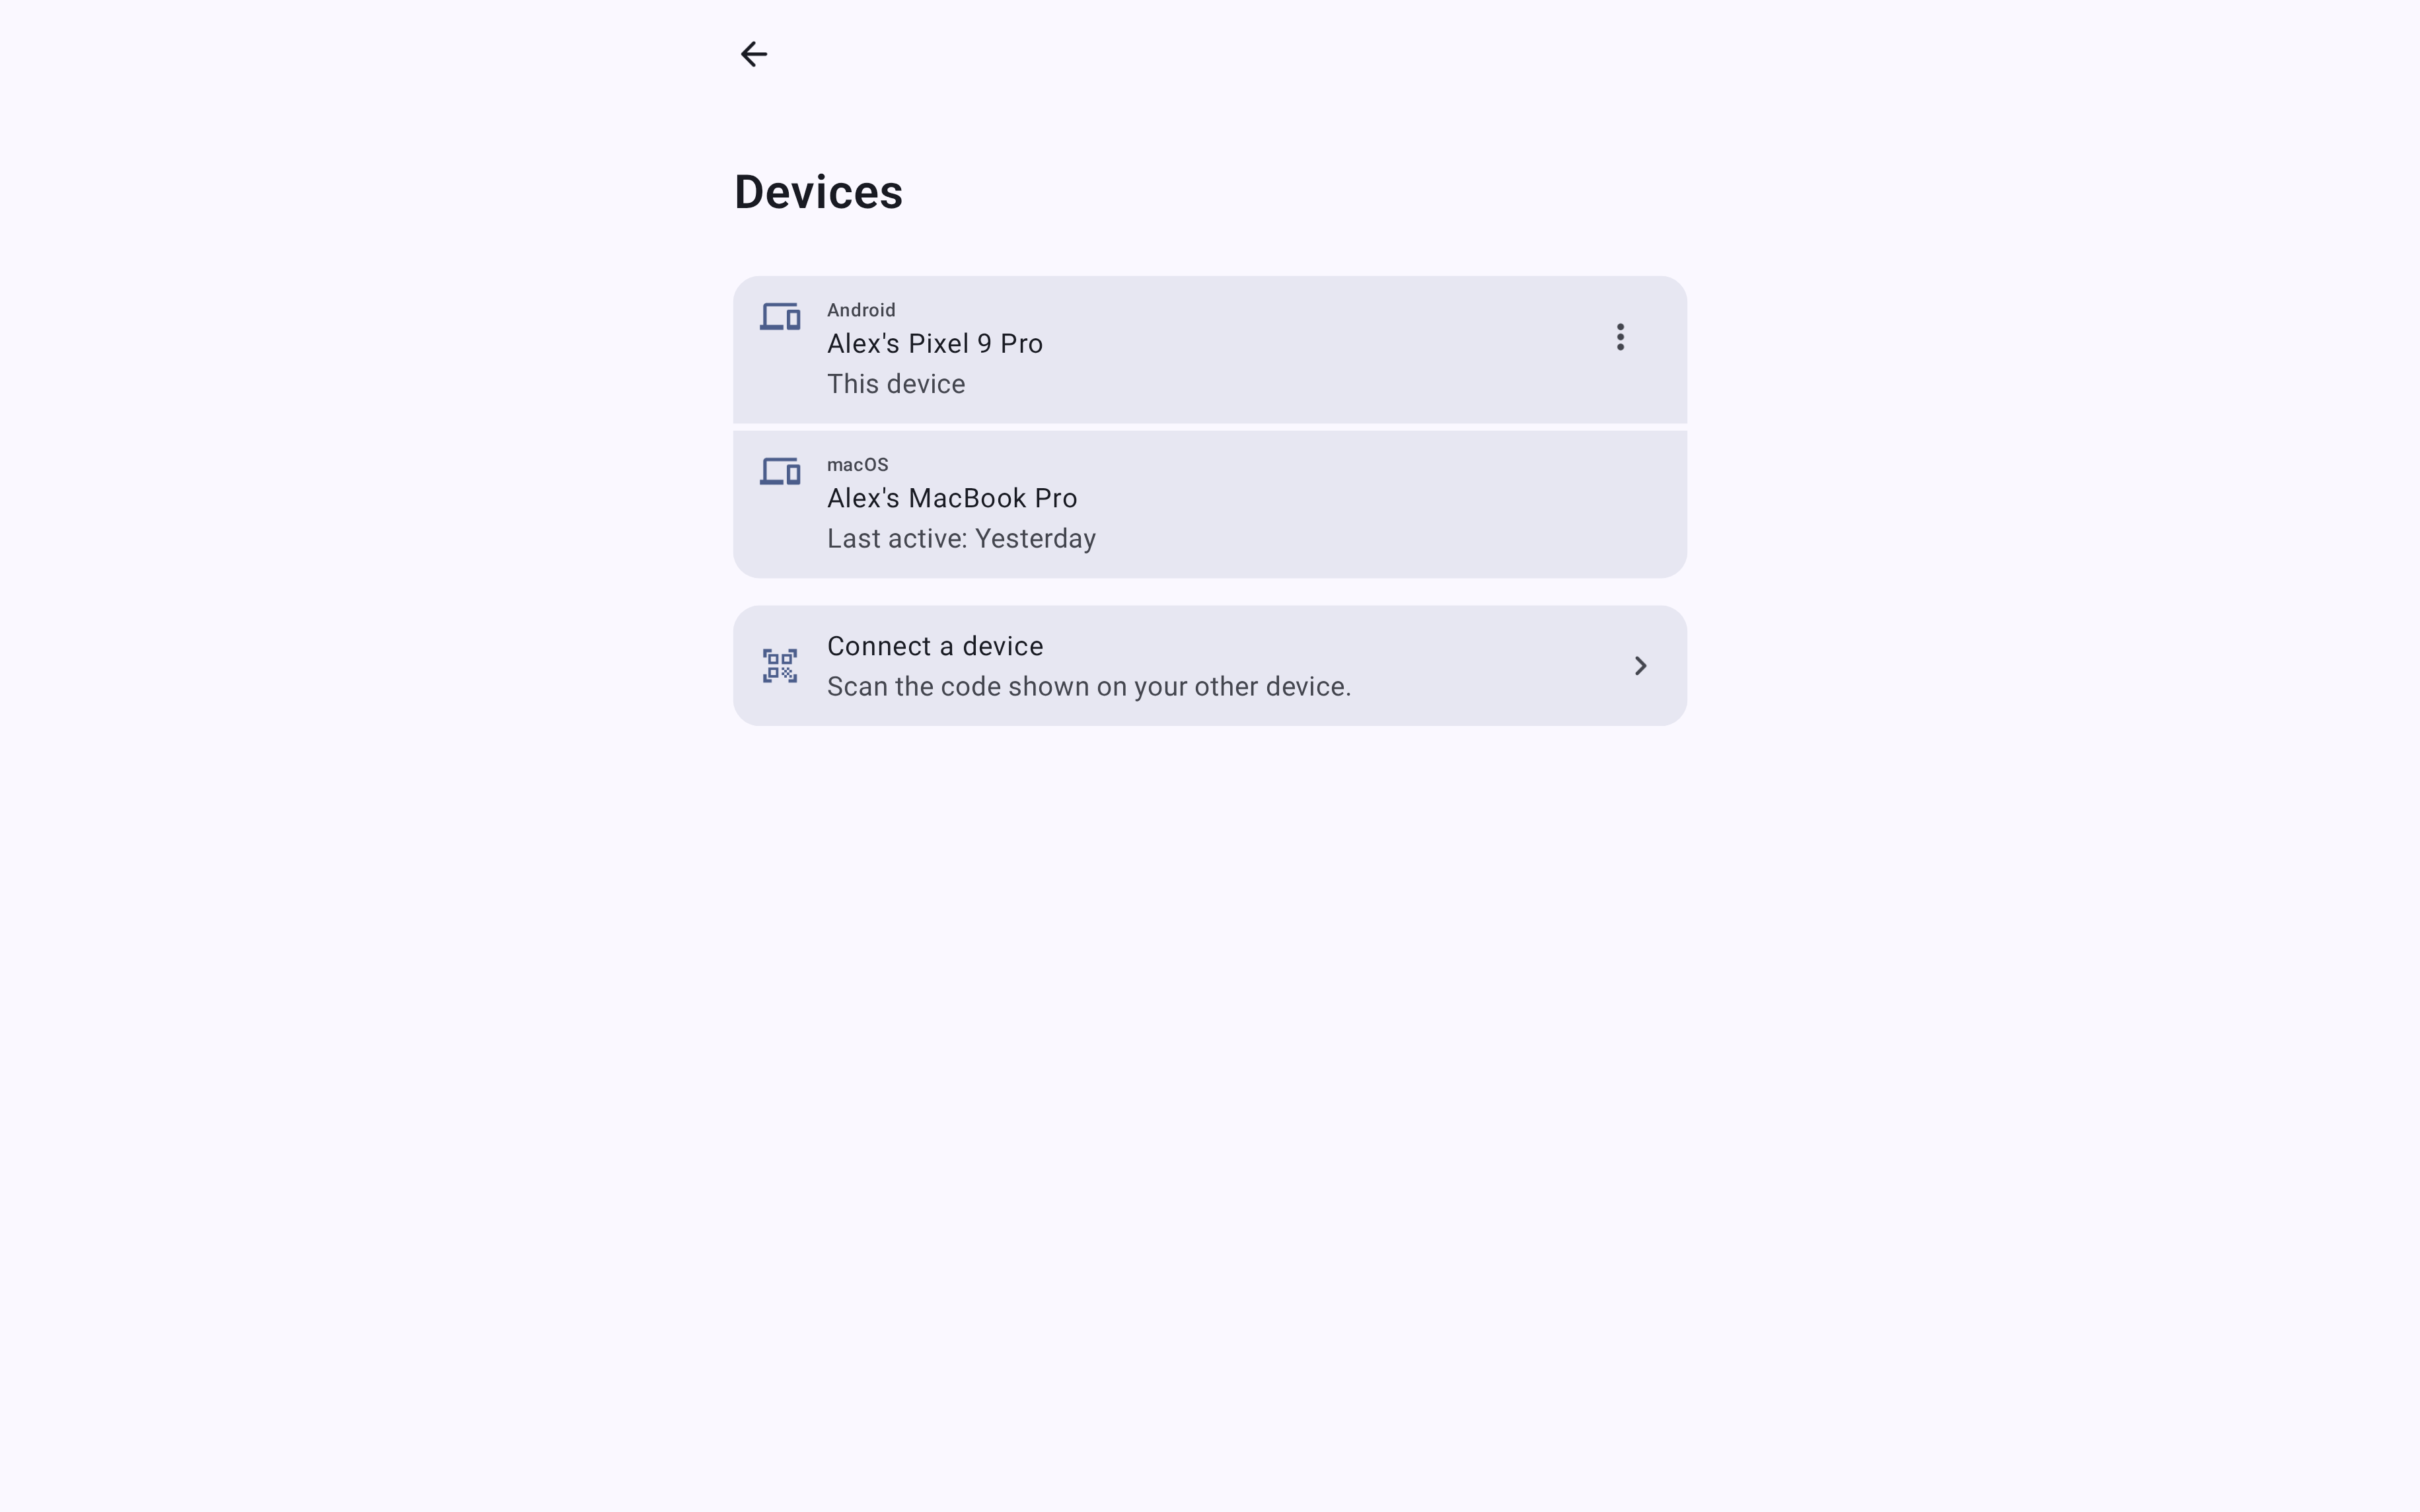 Devices
Android
Alex's Pixel 9 Pro
This device
macOS
Alex's MacBook Pro
Last active: Yesterday
Connect a device
Scan the code shown on your other device.